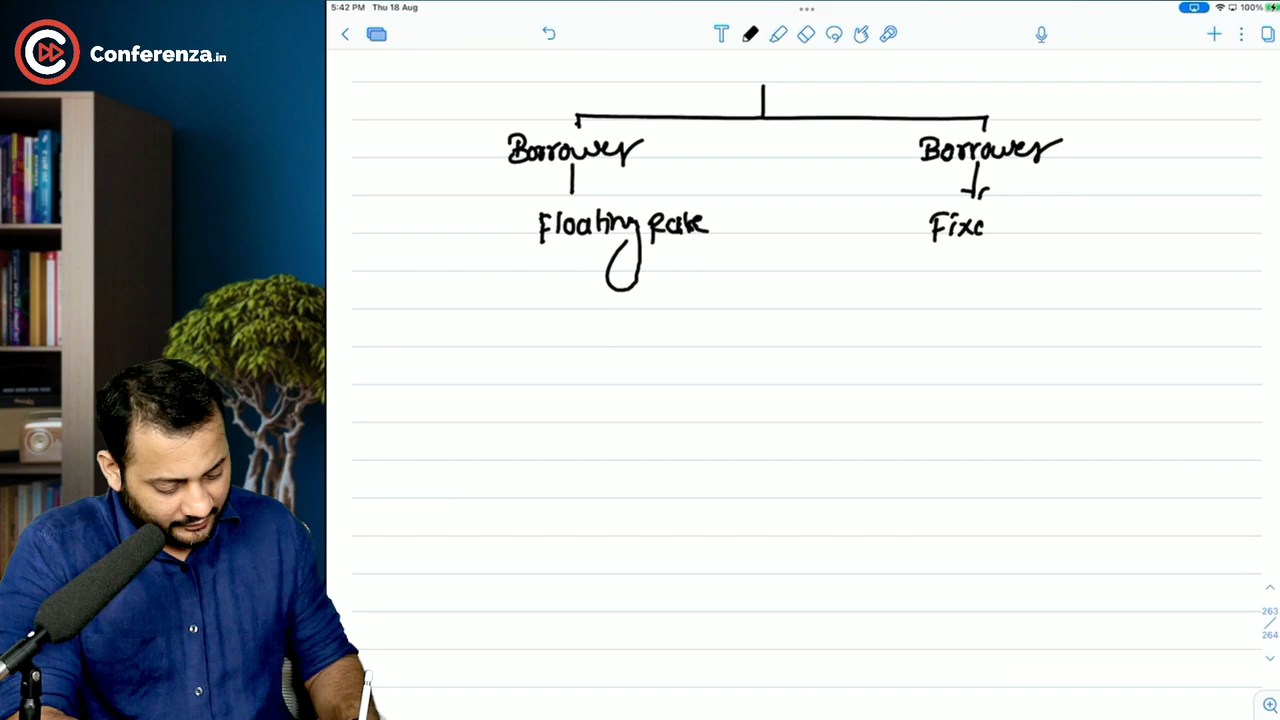 5:42 PM Thu 18 Aug
100%
Conferenza.in
T
Borrower Borrower
Floating Rate Fixe
263
264